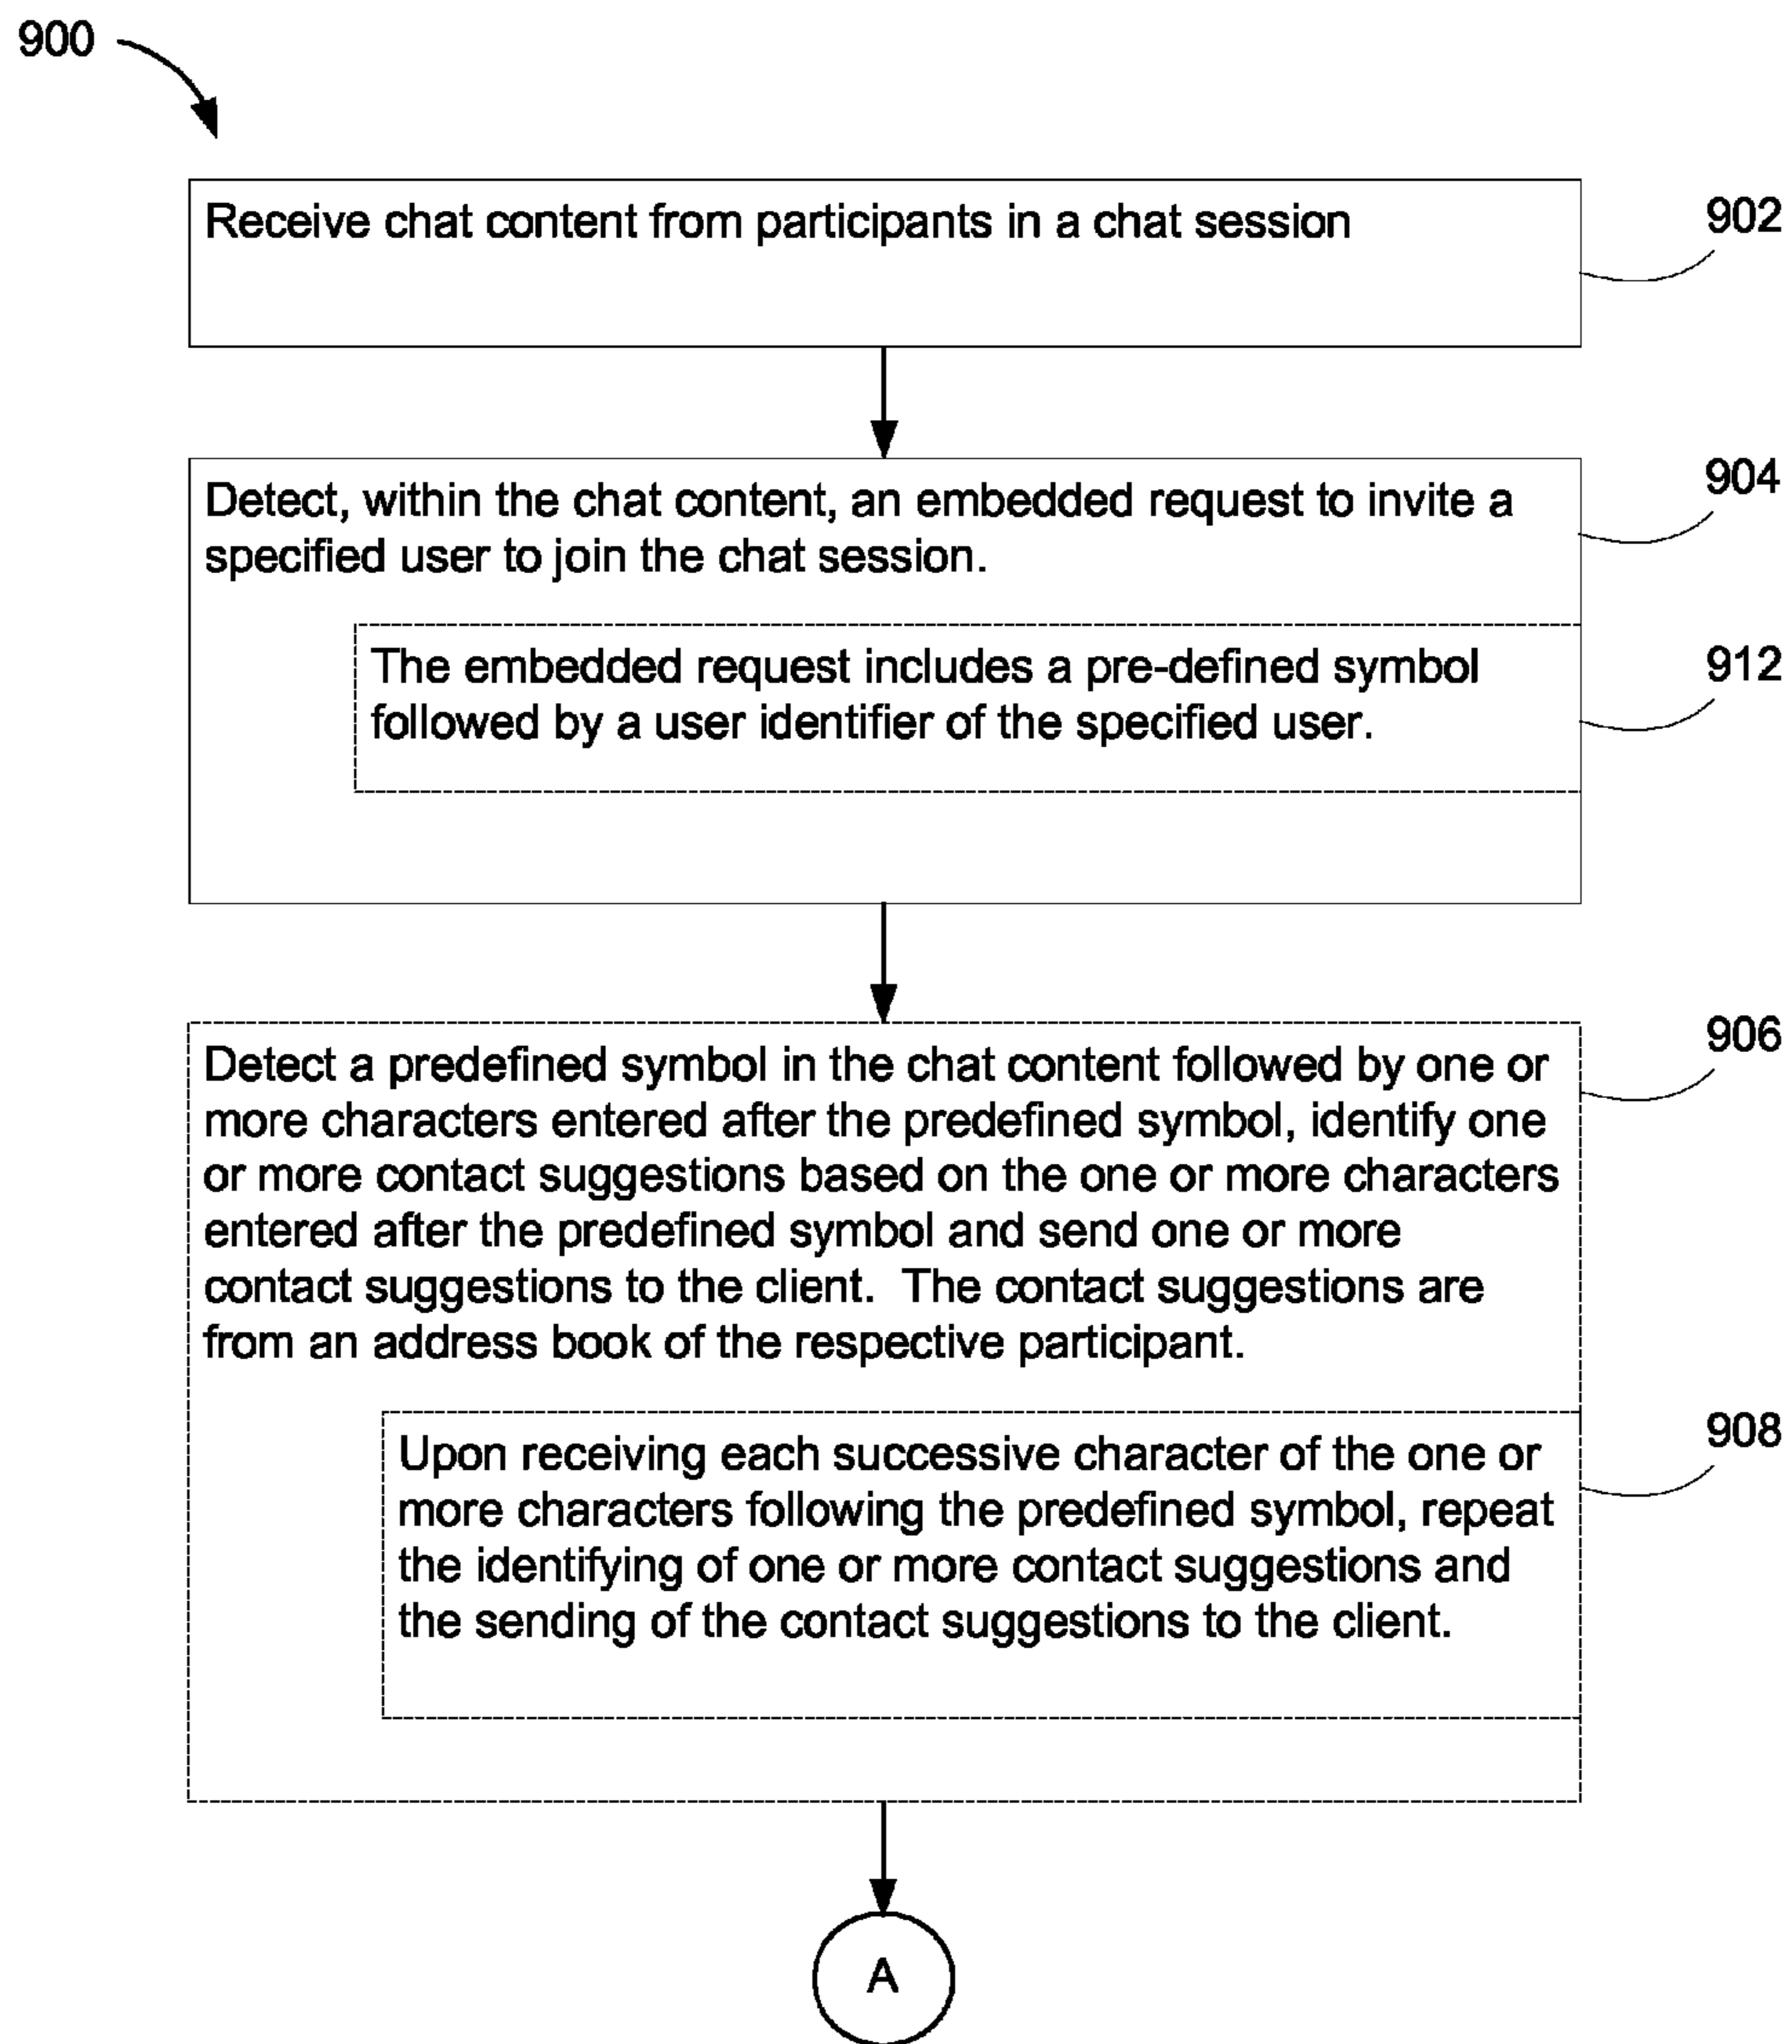 900
Receive chat content from participants in a chat session
902
Detect, within the chat content, an embedded request to invite a
specified user to join the chat session.
904
The embedded request includes a pre-defined symbol
followed by a user identifier of the specified user.
912
Detect a predefined symbol in the chat content followed by one or
more characters entered after the predefined symbol, identify one
or more contact suggestions based on the one or more characters
entered after the predefined symbol and send one or more
contact suggestions to the client.  The contact suggestions are
from an address book of the respective participant.
906
Upon receiving each successive character of the one or
more characters following the predefined symbol, repeat
the identifying of one or more contact suggestions and
the sending of the contact suggestions to the client.
908
A